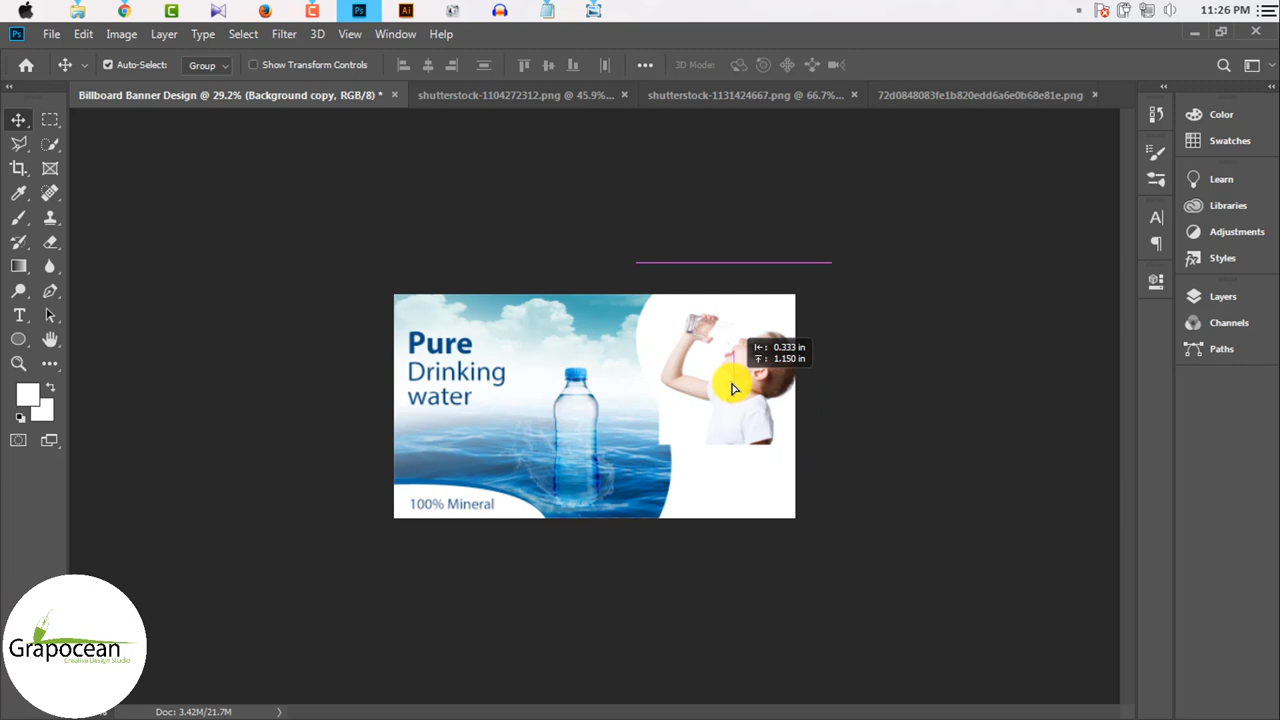 11:26 PM
Ps File Edit Image Layer Type Select Filter 3D View Window Help
Auto-Select: Group Show Transform Controls 3D Mode:
Billboard Banner Design @ 29.2% (Background copy, RGB/8) * shutterstock-1104272312.png @ 45.9%... shutterstock-1131424667.png @ 66.7%... 72d0848083fe1b820edd6a6e0b68e81e.png
Color
Swatches
Learn
Libraries
Adjustments
Styles
Layers
Channels
Paths
Pure
Drinking
water
0.333 in
1.150 in
100% Mineral
Grapocean
Creative Design Studio
Doc: 3.42M/21.7M